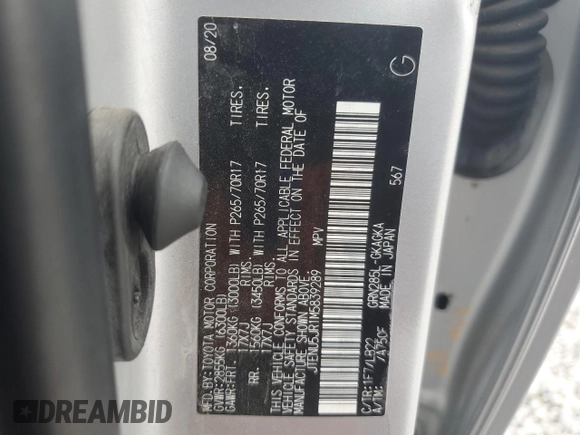 MFD. BY: TOYOTA MOTOR CORPORATION 08/20
GVWR: 2855KG (6300LB)
GAWR: FRT- 1360KG (3000LB) WITH P265/70R17 TIRES.
17X7J RIMS.
RR. - 1560KG (3450LB) WITH P265/70R17 TIRES.
17X7J RIMS.
THIS VEHICLE CONFORMS TO ALL APPLICABLE FEDERAL MOTOR
VEHICLE SAFETY STANDARDS IN EFFECT ON THE DATE OF
MANUFACTURE SHOWN ABOVE.
JTENU5JR1M5839289 MPV
C/TR: 1F7/LB22 GRN285L-GKAGKA
A/TM: /A750F MADE IN JAPAN 567
G
DREAMBID